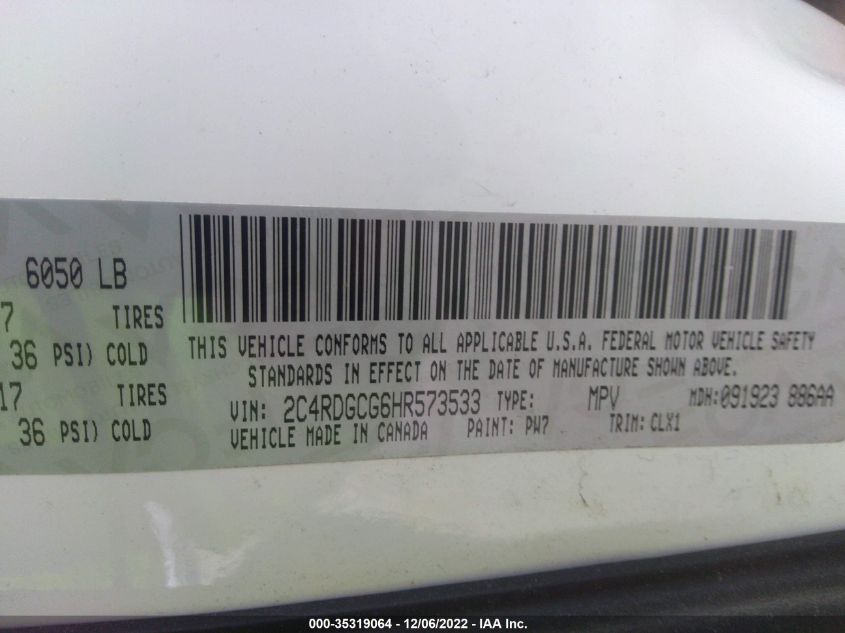 6050 LB
7 TIRES
36 PSI) COLD
17 TIRES
36 PSI) COLD
THIS VEHICLE CONFORMS TO ALL APPLICABLE U.S.A. FEDERAL MOTOR VEHICLE SAFETY
STANDARDS IN EFFECT ON THE DATE OF MANUFACTURE SHOWN ABOVE.
VIN: 2C4RDGCG6HR573533 TYPE: MPV MDH:091923 886AA
VEHICLE MADE IN CANADA PAINT: PW7 TRIM: CLX1
000-35319064 - 12/06/2022 - IAA Inc.